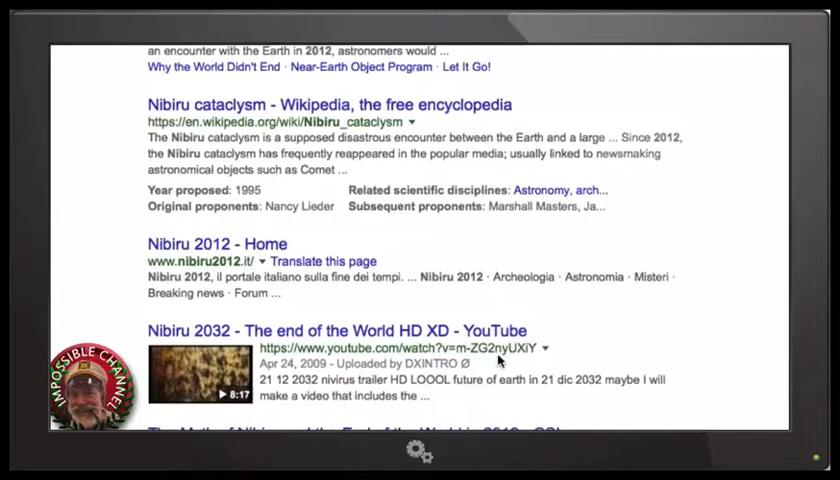 an encounter with the Earth in 2012, astronomers would ...
Why the World Didn't End · Near-Earth Object Program · Let It Go!
Nibiru cataclysm - Wikipedia, the free encyclopedia
https://en.wikipedia.org/wiki/Nibiru_cataclysm
The Nibiru cataclysm is a supposed disastrous encounter between the Earth and a large ... Since 2012,
the Nibiru cataclysm has frequently reappeared in the popular media; usually linked to newsmaking
astronomical objects such as Comet ...
Year proposed: 1995 Related scientific disciplines: Astronomy, arch...
Original proponents: Nancy Lieder Subsequent proponents: Marshall Masters, Ja...
Nibiru 2012 - Home
www.nibiru2012.it/ Translate this page
Nibiru 2012, il portale italiano sulla fine dei tempi. ... Nibiru 2012 · Archeologia · Astronomia · Misteri ·
Breaking news · Forum ...
Nibiru 2032 - The end of the World HD XD - YouTube
https://www.youtube.com/watch?v=m-ZG2nyUXiY
Apr 24, 2009 - Uploaded by DXINTRO Ø
21 12 2032 nivirus trailer HD LOOOL future of earth in 21 dic 2032 maybe I will
make a video that includes the ...
8:17
IMPOSSIBLE CHANNEL